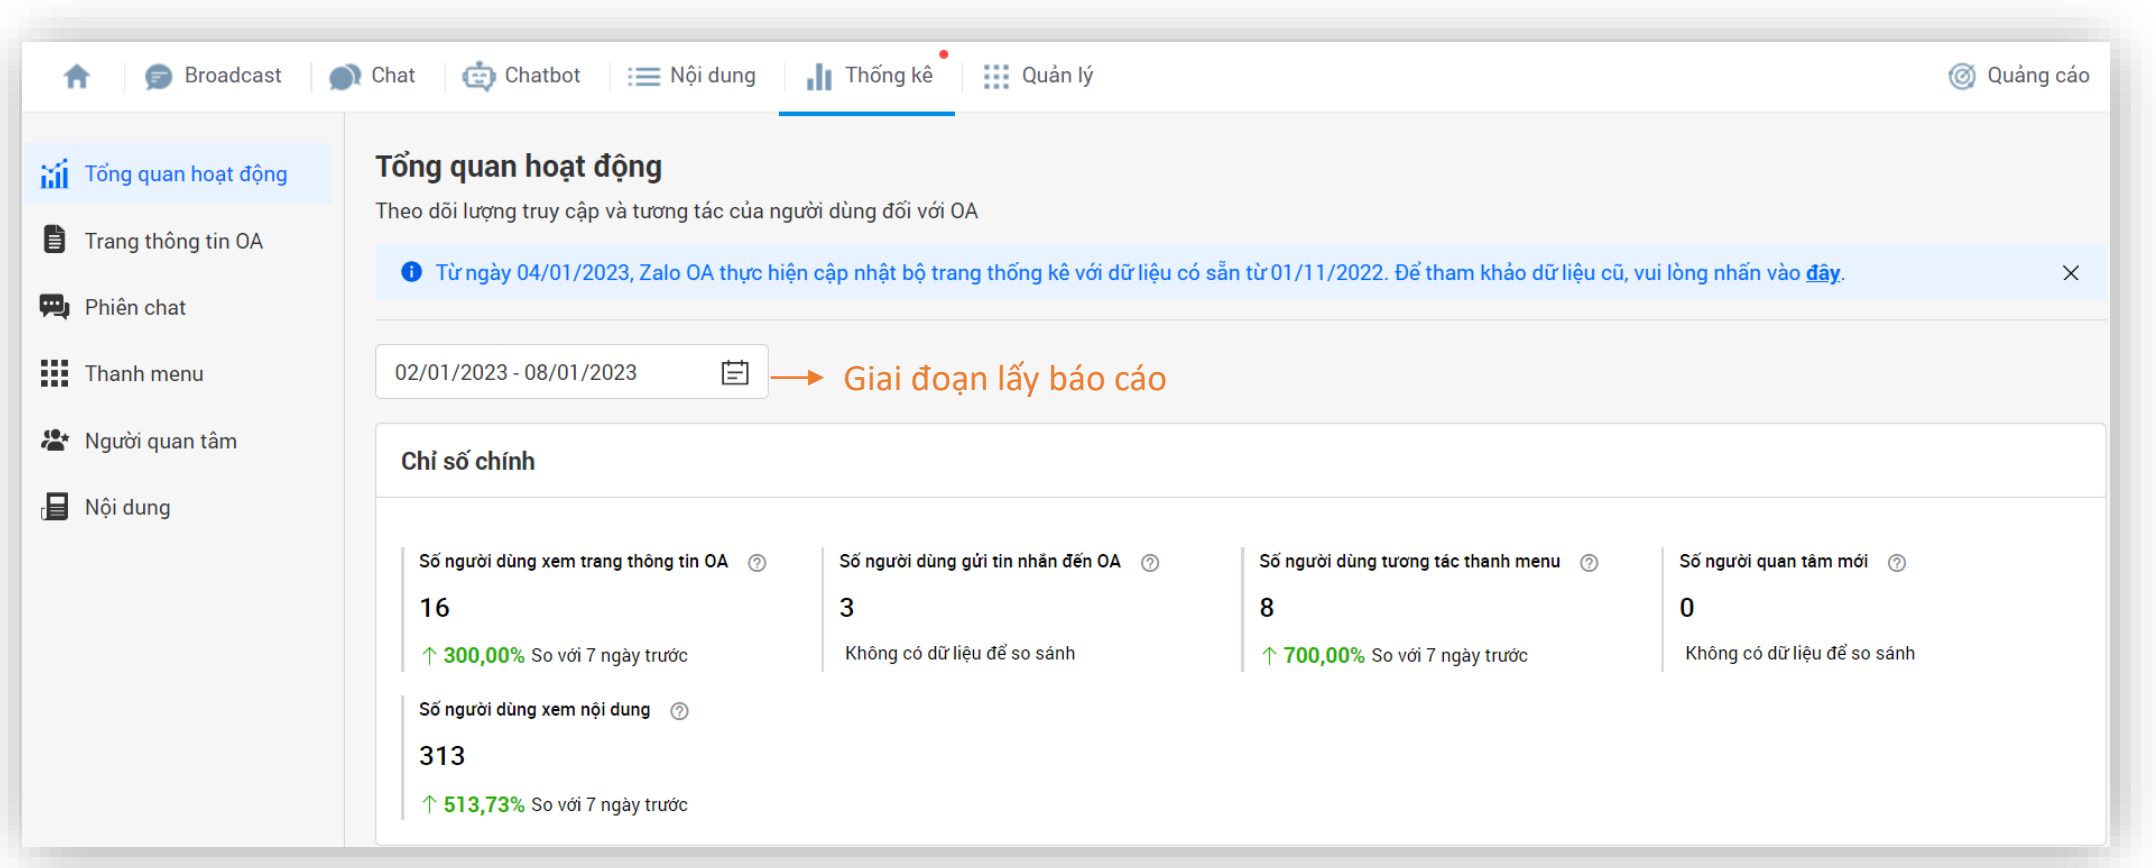 Broadcast
Chat
Chatbot
Nội dung
Thống kê
Quản lý
Quảng cáo
Tổng quan hoạt động
Trang thông tin OA
Phiên chat
Thanh menu
Người quan tâm
Nội dung
Tổng quan hoạt động
Theo dõi lượng truy cập và tương tác của người dùng đối với OA
Từ ngày 04/01/2023, Zalo OA thực hiện cập nhật bộ trang thống kê với dữ liệu có sẵn từ 01/11/2022. Để tham khảo dữ liệu cũ, vui lòng nhấn vào đây.
02/01/2023 - 08/01/2023
Giai đoạn lấy báo cáo
Chỉ số chính
Số người dùng xem trang thông tin OA
16
↑ 300,00% So với 7 ngày trước
Số người dùng gửi tin nhắn đến OA
3
Không có dữ liệu để so sánh
Số người dùng tương tác thanh menu
8
↑ 700,00% So với 7 ngày trước
Số người quan tâm mới
0
Không có dữ liệu để so sánh
Số người dùng xem nội dung
313
↑ 513,73% So với 7 ngày trước